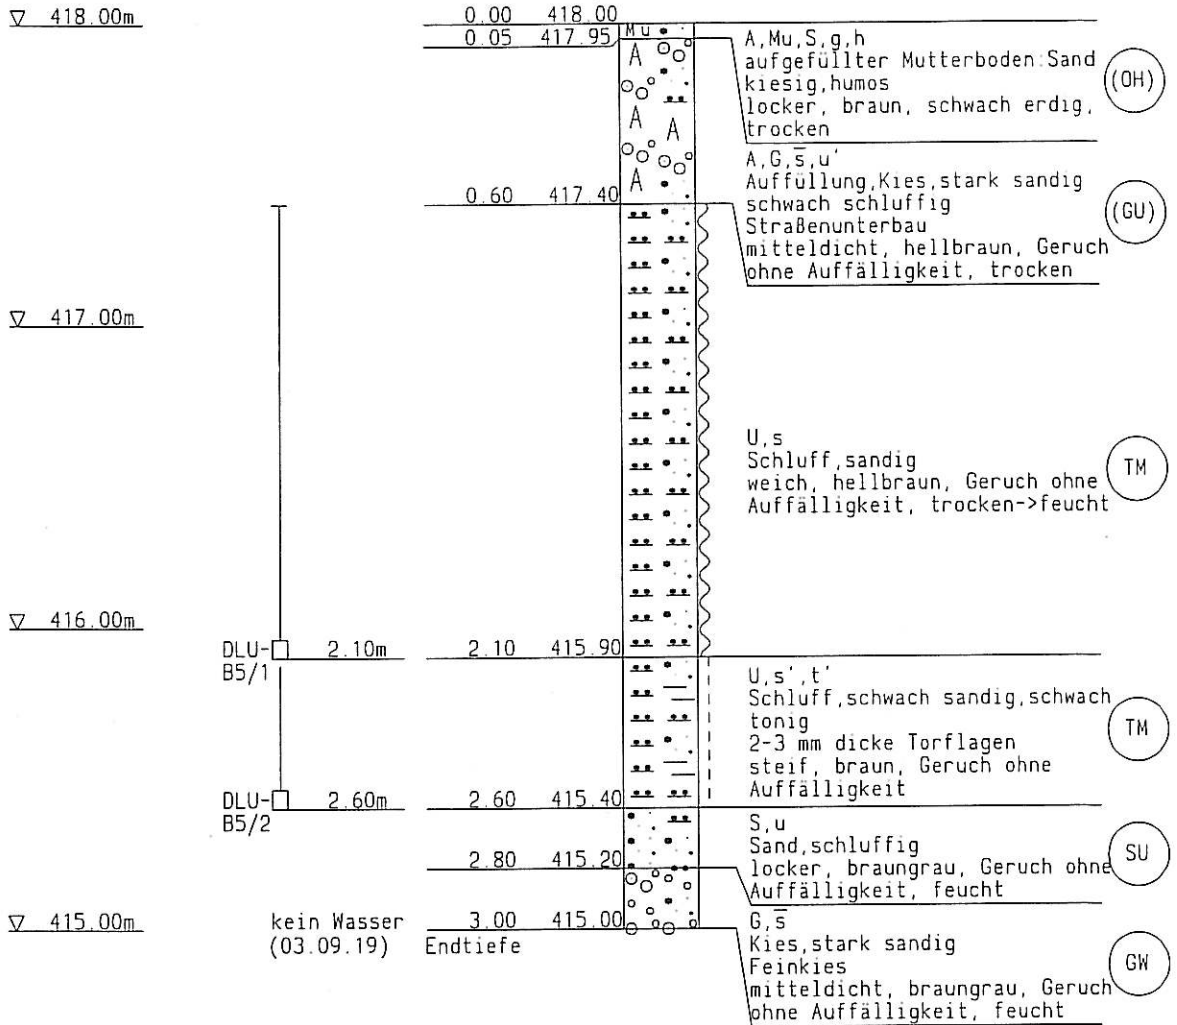 ▽ 418.00m
0.00 418.00
0.05 417.95
Mu
A
A
A
A
A,Mu,S,g,h
aufgefüllter Mutterboden:Sand
kiesig,humos
locker, braun, schwach erdig,
trocken
(OH)
0.60 417.40
A,G,s̅,u'
Auffüllung,Kies,stark sandig
schwach schluffig
Straßenunterbau
mitteldicht, hellbraun, Geruch
ohne Auffälligkeit, trocken
(GU)
▽ 417.00m
U,s
Schluff,sandig
weich, hellbraun, Geruch ohne
Auffälligkeit, trocken->feucht
TM
▽ 416.00m
DLU-
B5/1
2.10m
2.10 415.90
U,s',t'
Schluff,schwach sandig,schwach
tonig
2-3 mm dicke Torflagen
steif, braun, Geruch ohne
Auffälligkeit
TM
DLU-
B5/2
2.60m
2.60 415.40
S,u
Sand,schluffig
locker, braungrau, Geruch ohne
Auffälligkeit, feucht
SU
2.80 415.20
▽ 415.00m
kein Wasser
(03.09.19)
3.00 415.00
Endtiefe
G,s̅
Kies,stark sandig
Feinkies
mitteldicht, braungrau, Geruch
ohne Auffälligkeit, feucht
GW